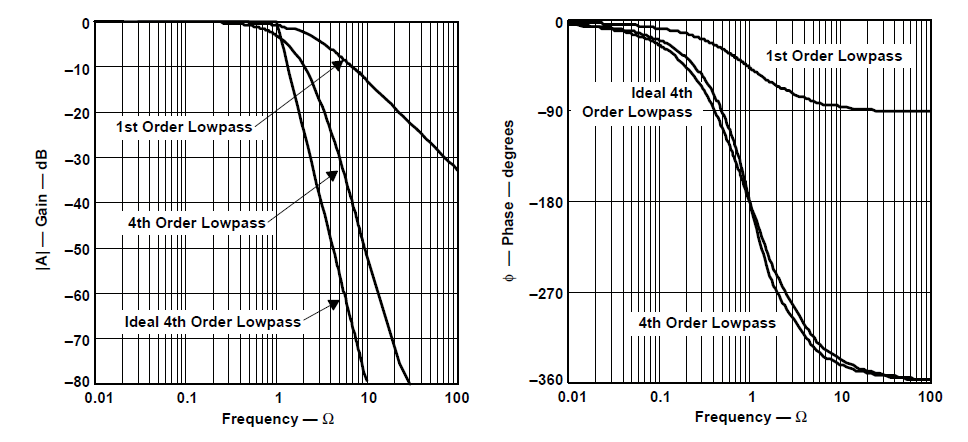 |A| — Gain — dB
0
–10
–20
–30
–40
–50
–60
–70
–80
1st Order Lowpass
4th Order Lowpass
Ideal 4th Order Lowpass
0.01
0.1
1
10
100
Frequency — Ω
ϕ — Phase — degrees
0
–90
–180
–270
–360
1st Order Lowpass
Ideal 4th
Order Lowpass
4th Order Lowpass
0.01
0.1
1
10
100
Frequency — Ω